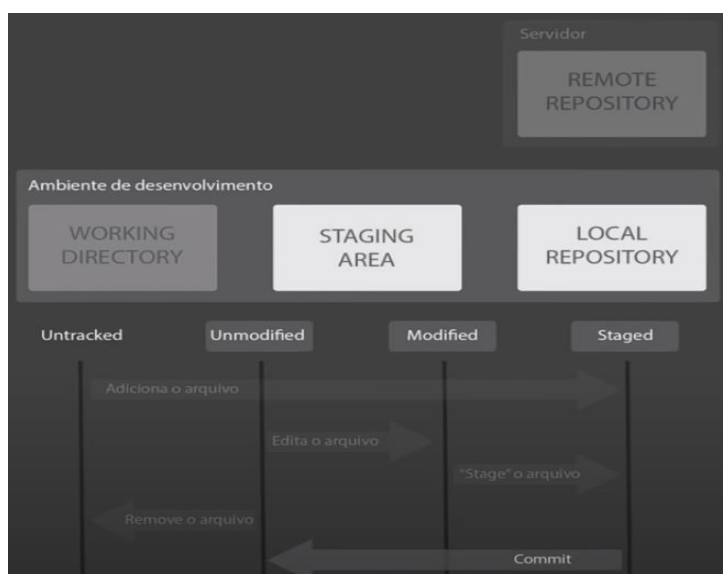 Servidor
REMOTE
REPOSITORY
Ambiente de desenvolvimento
WORKING
DIRECTORY
STAGING
AREA
LOCAL
REPOSITORY
Untracked Unmodified Modified Staged
Adiciona o arquivo
Edita o arquivo
"Stage" o arquivo
Remove o arquivo
Commit